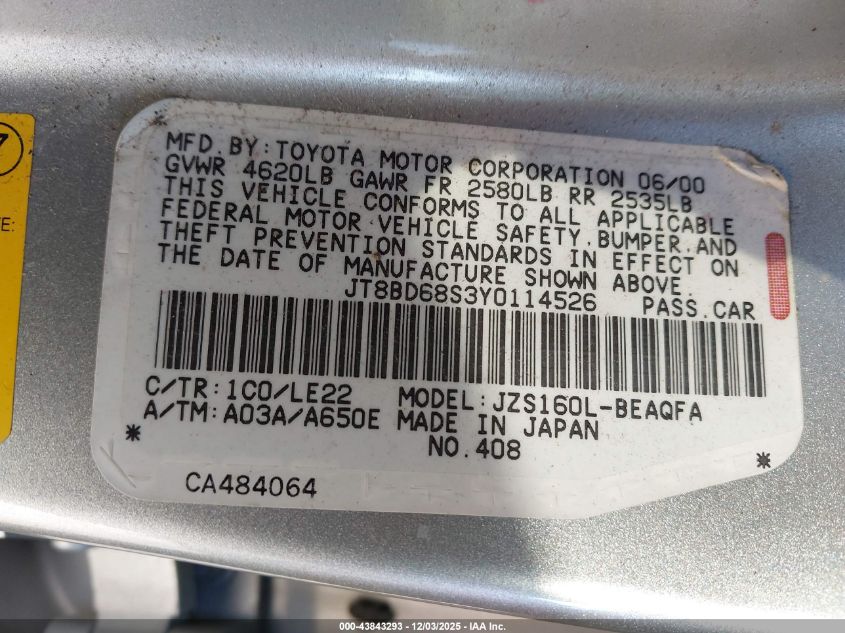 7
E:
MFD.BY:TOYOTA MOTOR CORPORATION 06/00
GVWR 4620LB GAWR FR 2580LB RR 2535LB
THIS VEHICLE CONFORMS TO ALL APPLICABLE
FEDERAL MOTOR VEHICLE SAFETY,BUMPER,AND
THEFT PREVENTION STANDARDS IN EFFECT ON
THE DATE OF MANUFACTURE SHOWN ABOVE.
JT8BD68S3Y0114526 PASS.CAR
C/TR:1C0/LE22 MODEL:JZS160L-BEAQFA
A/TM:A03A/A650E MADE IN JAPAN
* NO.408 *
CA484064
000-43843293 - 12/03/2025 - IAA Inc.